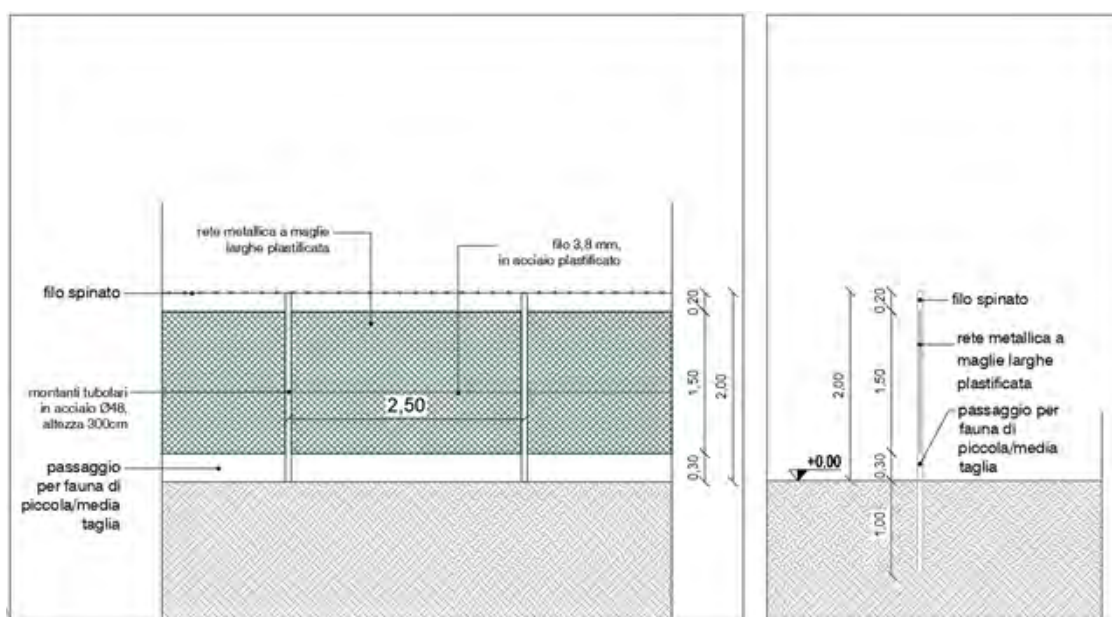 rete metallica a maglie
larghe plastificata
filo 3,8 mm,
in acciaio plastificato
filo spinato
montanti tubolari
in acciaio Ø48,
altezza 300cm
2,50
passaggio
per fauna di
piccola/media
taglia
0,20
1,50
0,30
2,00
filo spinato
rete metallica a
maglie larghe
plastificata
passaggio per
fauna di
piccola/media
taglia
2,00
0,20
1,50
0,30
1,00
+0.00